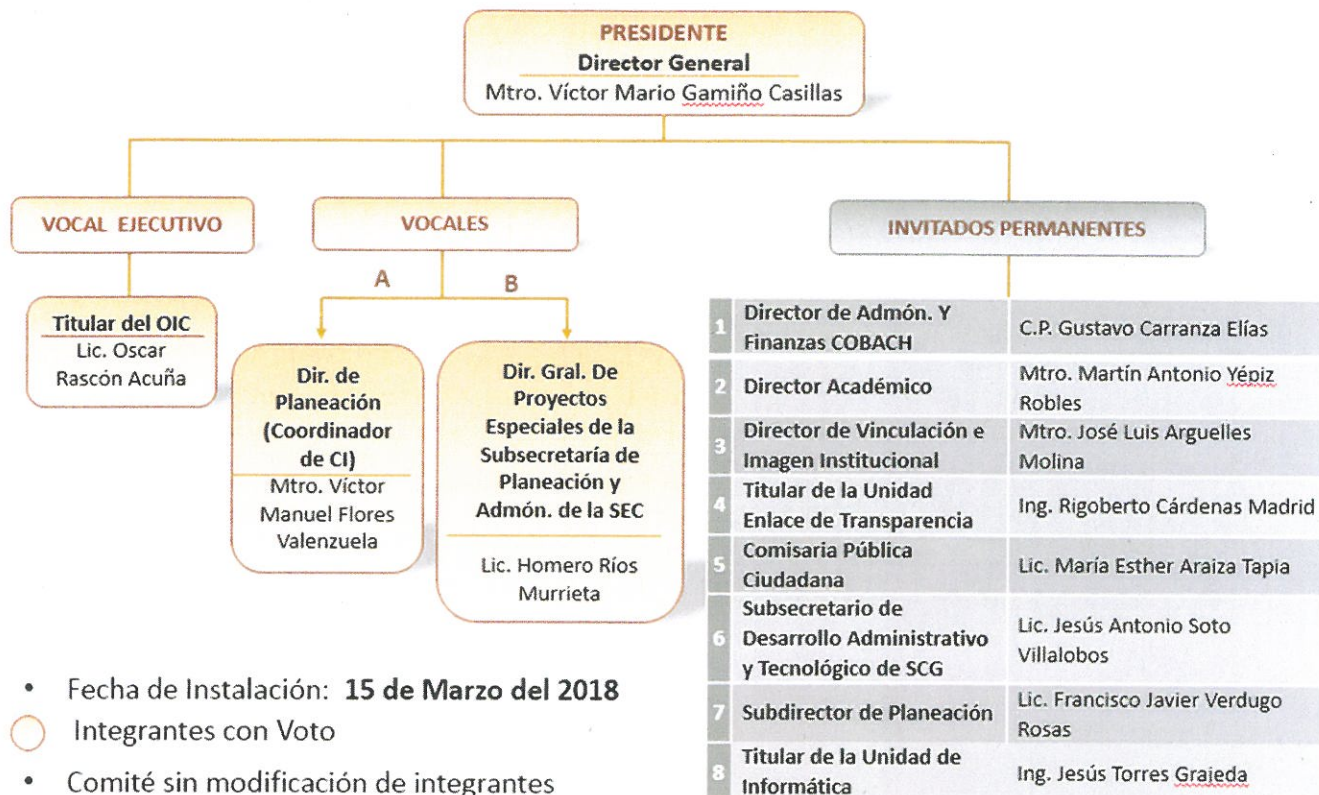 PRESIDENTE
Director General
Mtro. Víctor Mario Gamiño Casillas
VOCAL EJECUTIVO
VOCALES
INVITADOS PERMANENTES
A
B
Titular del OIC
Lic. Oscar
Rascón Acuña
Dir. de
Planeación
(Coordinador
de CI)
Mtro. Víctor
Manuel Flores
Valenzuela
Dir. Gral. De
Proyectos
Especiales de la
Subsecretaría de
Planeación y
Admón. de la SEC
Lic. Homero Ríos
Murrieta
1
Director de Admón. Y
Finanzas COBACH
C.P. Gustavo Carranza Elías
2
Director Académico
Mtro. Martín Antonio Yépiz
Robles
3
Director de Vinculación e
Imagen Institucional
Mtro. José Luis Arguelles
Molina
4
Titular de la Unidad
Enlace de Transparencia
Ing. Rigoberto Cárdenas Madrid
5
Comisaria Pública
Ciudadana
Lic. María Esther Araiza Tapia
6
Subsecretario de
Desarrollo Administrativo
y Tecnológico de SCG
Lic. Jesús Antonio Soto
Villalobos
7
Subdirector de Planeación
Lic. Francisco Javier Verdugo
Rosas
8
Titular de la Unidad de
Informática
Ing. Jesús Torres Grajeda
• Fecha de Instalación: 15 de Marzo del 2018
Integrantes con Voto
• Comité sin modificación de integrantes